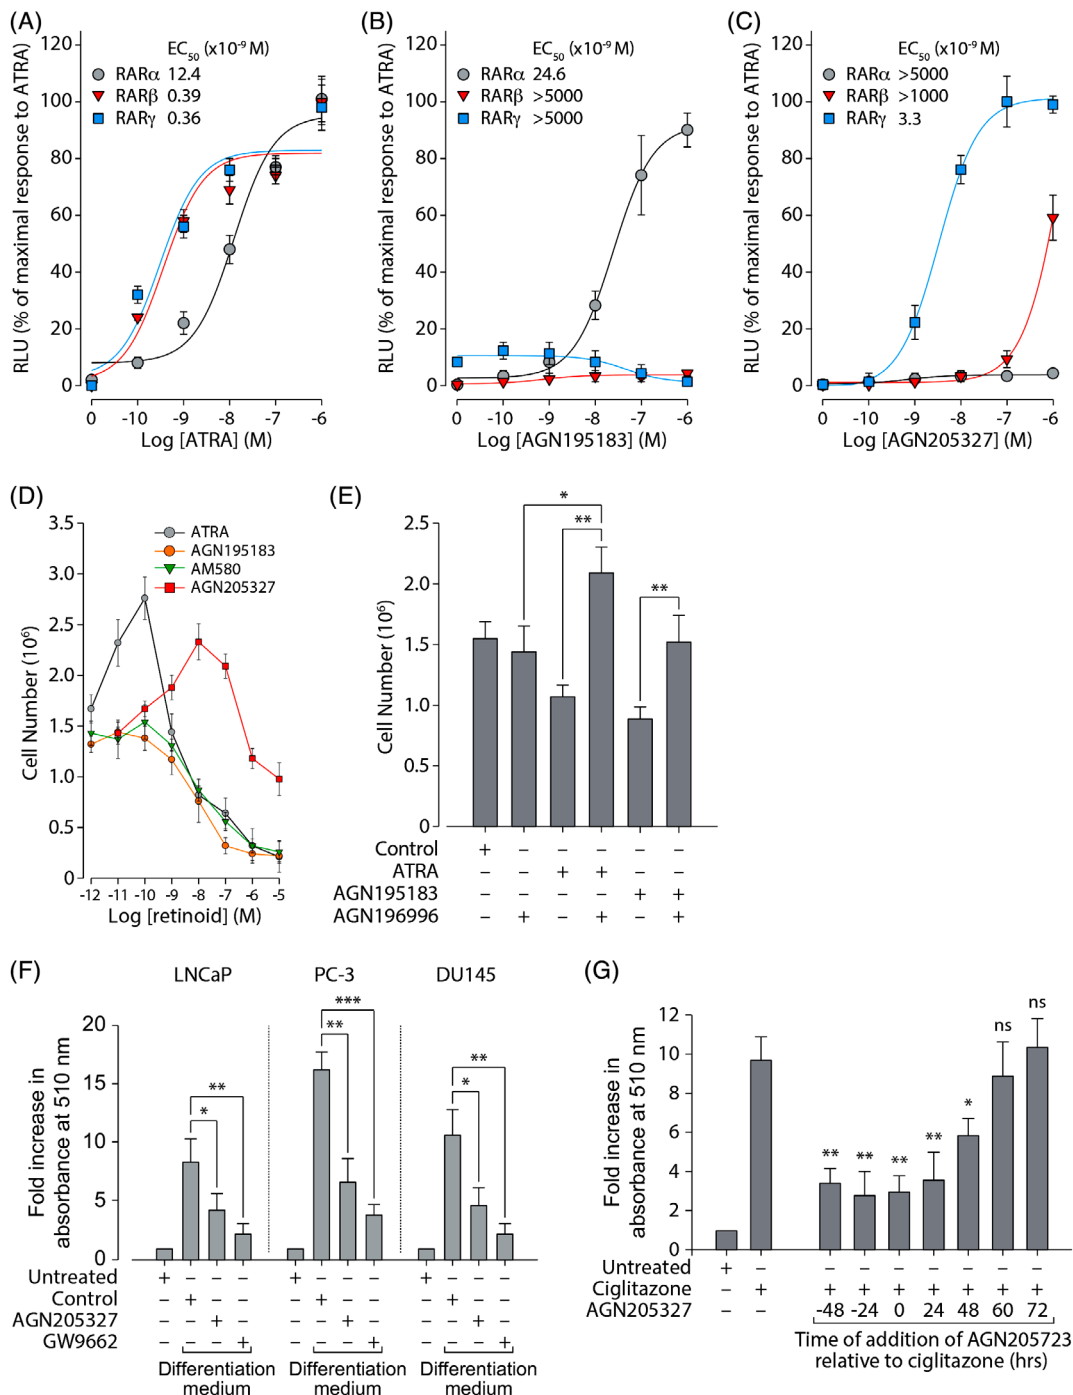 (A)
RLU (% of maximal response to ATRA)
120
100
80
60
40
20
0
EC50 (x10-9 M)
RARα 12.4
RARβ 0.39
RARγ 0.36
0 -10 -9 -8 -7 -6
Log [ATRA] (M)
(B)
RLU (% of maximal response to ATRA)
120
100
80
60
40
20
0
EC50 (x10-9 M)
RARα 24.6
RARβ >5000
RARγ >5000
0 -10 -9 -8 -7 -6
Log [AGN195183] (M)
(C)
RLU (% of maximal response to ATRA)
120
100
80
60
40
20
0
EC50 (x10-9 M)
RARα >5000
RARβ >1000
RARγ 3.3
0 -10 -9 -8 -7 -6
Log [AGN205327] (M)
(D)
Cell Number (10⁶)
3.5
3.0
2.5
2.0
1.5
1
0.5
0
ATRA
AGN195183
AM580
AGN205327
-12 -11 -10 -9 -8 -7 -6 -5
Log [retinoid] (M)
(E)
Cell Number (10⁶)
2.5
2.0
1.5
1.0
0.5
0
*
**
**
Control + – – – – –
ATRA – – + + – –
AGN195183 – – – – + +
AGN196996 – + – + – +
(F)
LNCaP PC-3 DU145
Fold increase in
absorbance at 510 nm
20
15
10
5
0
**
*
***
**
**
*
Untreated + – – – + – – – + – – –
Control – + – – – + – – – + – –
AGN205327 – – + – – – + – – – + –
GW9662 – – – + – – – + – – – +
Differentiation
medium
Differentiation
medium
Differentiation
medium
(G)
Fold increase in
absorbance at 510 nm
12
10
8
6
4
2
0
** ** ** ** * ns ns
Untreated + – – – – – – – –
Ciglitazone – + + + + + + + +
AGN205327 – – -48 -24 0 24 48 60 72
Time of addition of AGN205723
relative to ciglitazone (hrs)